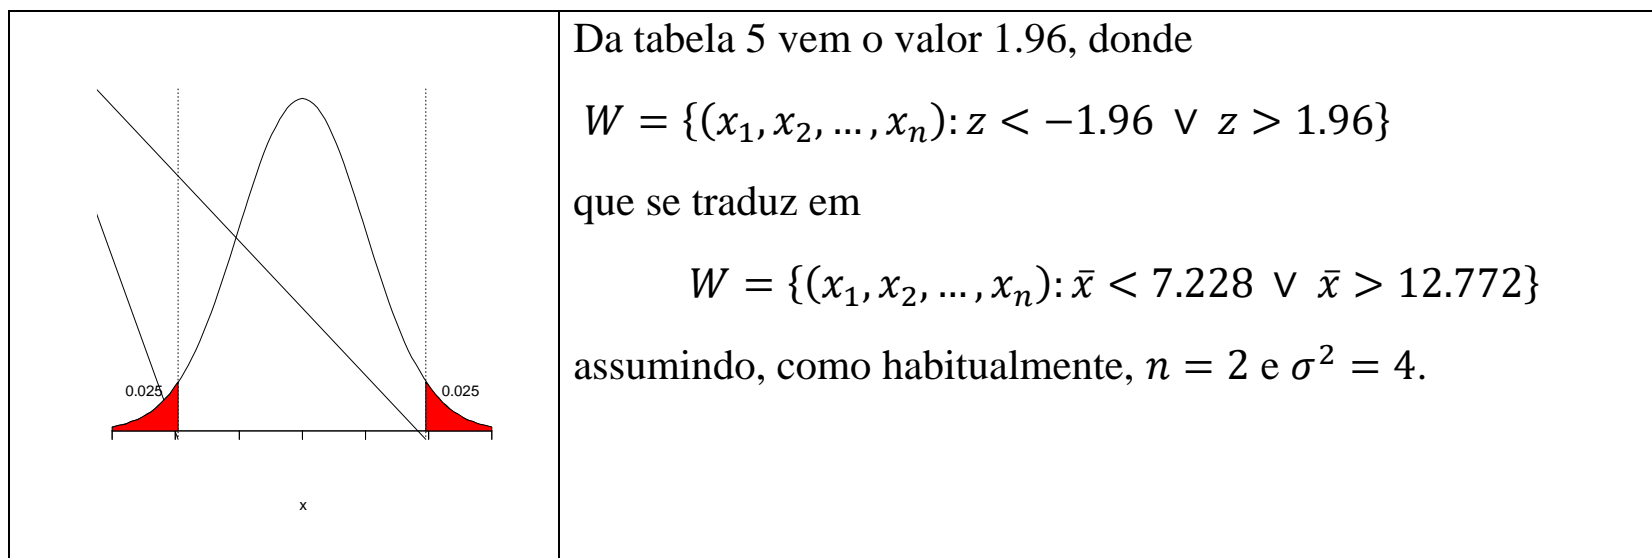 0.025
0.025
x
Da tabela 5 vem o valor 1.96, donde
𝑊 = {(𝑥₁, 𝑥₂, … , 𝑥ₙ): 𝑧 < −1.96 ∨ 𝑧 > 1.96}
que se traduz em
𝑊 = {(𝑥₁, 𝑥₂, … , 𝑥ₙ): 𝑥̄ < 7.228 ∨ 𝑥̄ > 12.772}
assumindo, como habitualmente, 𝑛 = 2 e 𝜎² = 4.